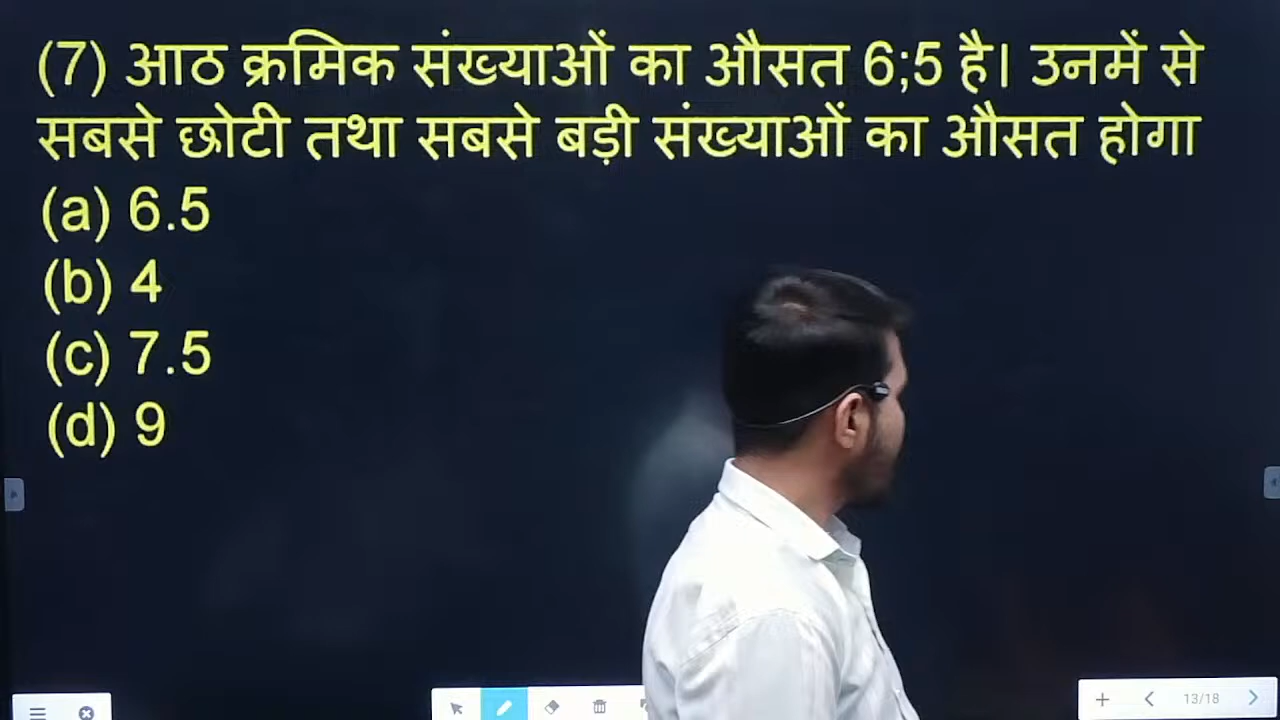 (7) आठ क्रमिक संख्याओं का औसत 6;5 है। उनमें से
सबसे छोटी तथा सबसे बड़ी संख्याओं का औसत होगा
(a) 6.5
(b) 4
(c) 7.5
(d) 9
13/18